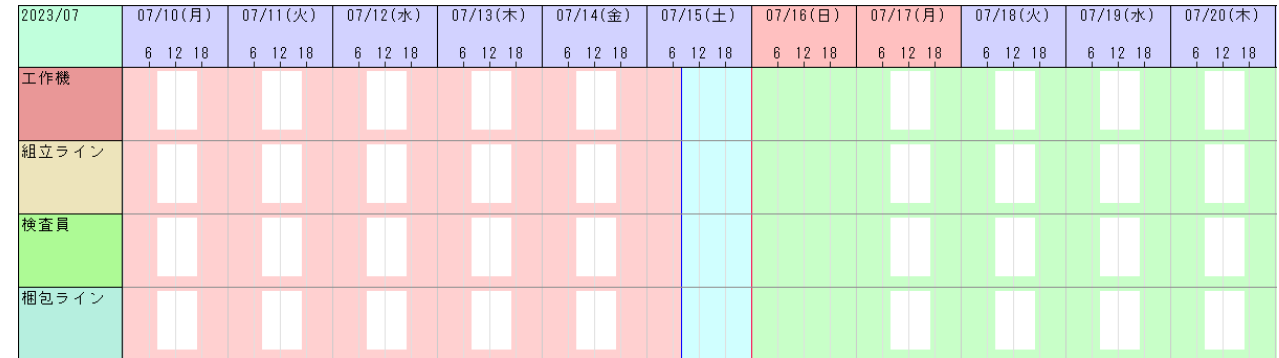 2023/07 07/10(月) 07/11(火) 07/12(水) 07/13(木) 07/14(金) 07/15(土) 07/16(日) 07/17(月) 07/18(火) 07/19(水) 07/20(木)
6 12 18 6 12 18 6 12 18 6 12 18 6 12 18 6 12 18 6 12 18 6 12 18 6 12 18 6 12 18 6 12 18
工作機
組立ライン
検査員
梱包ライン